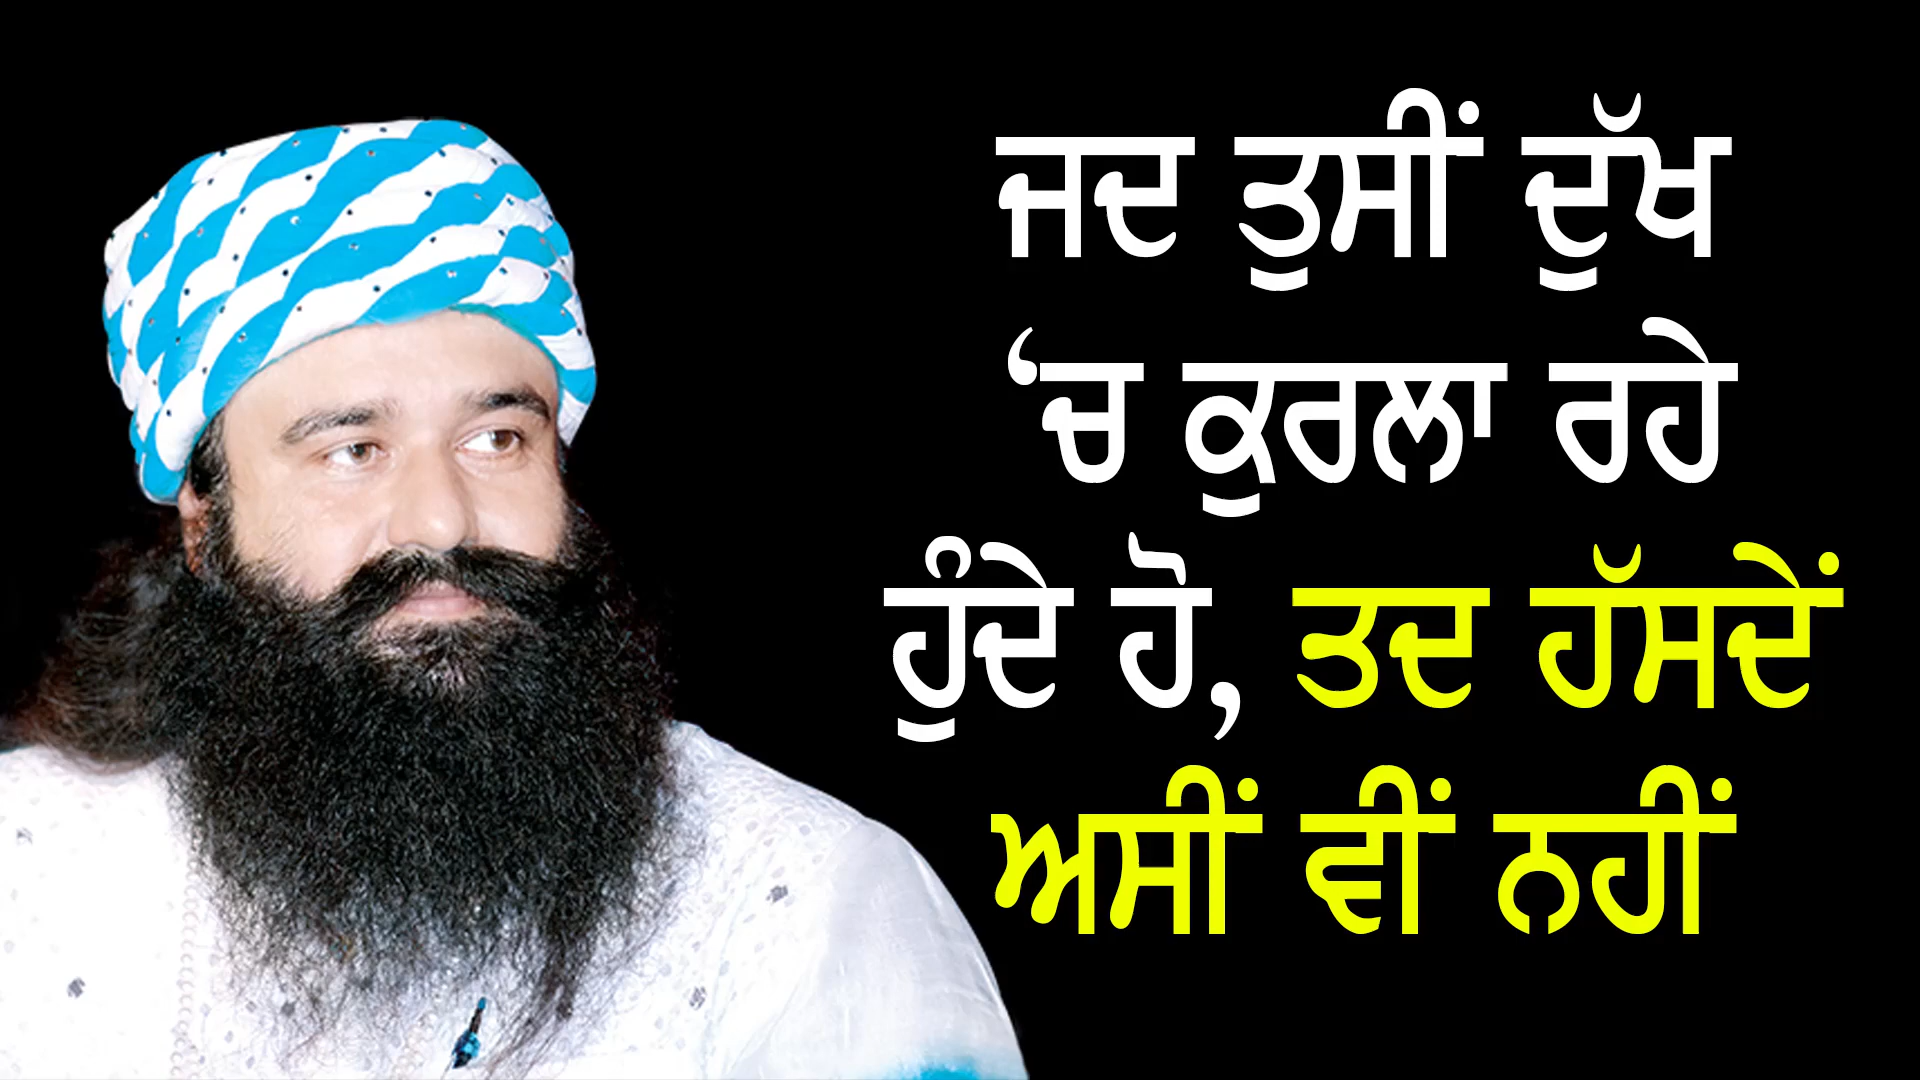 ਜਦ ਤੁਸੀਂ ਦੁੱਖ
‘ਚ ਕੁਰਲਾ ਰਹੇ
ਹੁੰਦੇ ਹੋ, ਤਦ ਹੱਸਦੇਂ
ਅਸੀਂ ਵੀਂ ਨਹੀਂ